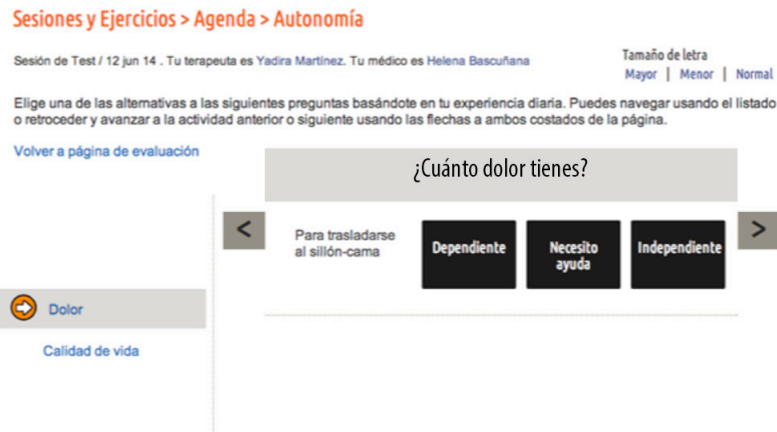 Sesiones y Ejercicios > Agenda > Autonomía
Sesión de Test / 12 jun 14 . Tu terapeuta es Yadira Martínez. Tu médico es Helena Bascuñana
Tamaño de letra
Mayor | Menor | Normal
Elige una de las alternativas a las siguientes preguntas basándote en tu experiencia diaria. Puedes navegar usando el listado
o retroceder y avanzar a la actividad anterior o siguiente usando las flechas a ambos costados de la página.
Volver a página de evaluación
¿Cuánto dolor tienes?
<
Para trasladarse
al sillón-cama
Dependiente
Necesito
ayuda
Independiente
>
Dolor
Calidad de vida